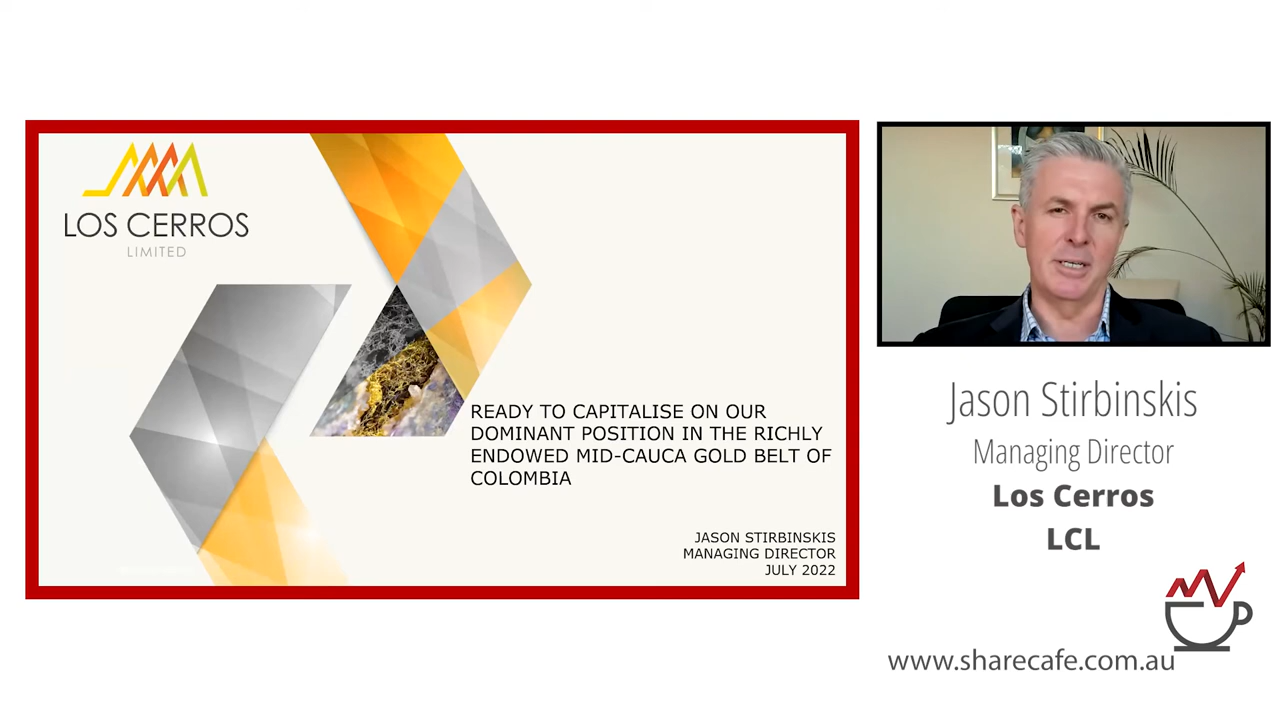 LOS CERROS
LIMITED
READY TO CAPITALISE ON OUR
DOMINANT POSITION IN THE RICHLY
ENDOWED MID-CAUCA GOLD BELT OF
COLOMBIA
JASON STIRBINSKIS
MANAGING DIRECTOR
JULY 2022
Jason Stirbinskis
Managing Director
Los Cerros
LCL
www.sharecafe.com.au